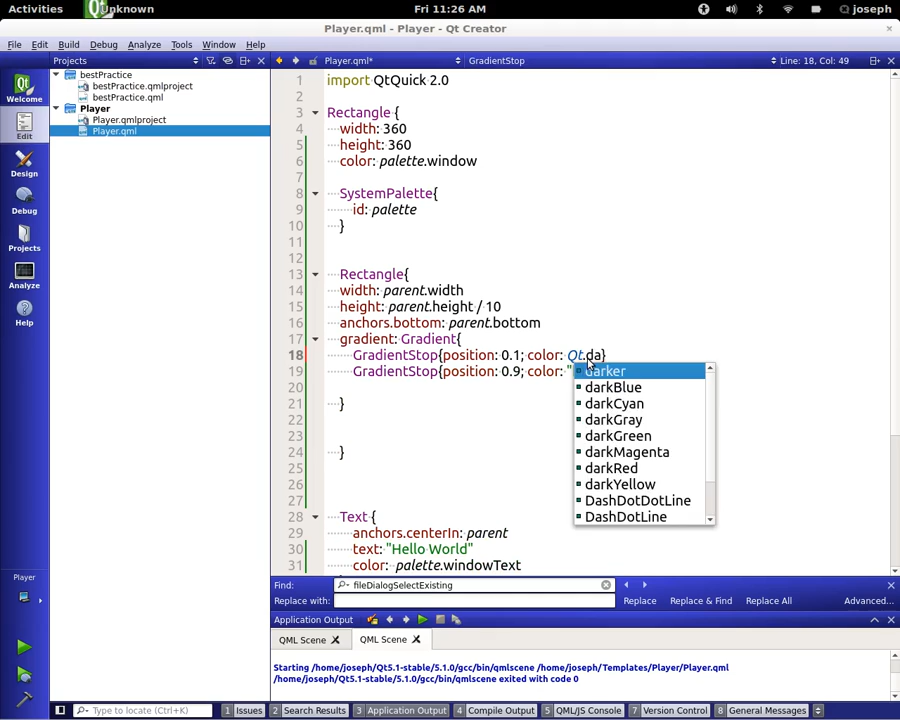 Activities
Unknown
Fri 11:26 AM
joseph
Player.qml - Player - Qt Creator
File Edit Build Debug Analyze Tools Window Help
Projects
Player.qml*
GradientStop
Line: 18, Col: 49
Welcome
Edit
Design
Debug
Projects
Analyze
Help
bestPractice
bestPractice.qmlproject
bestPractice.qml
Player
Player.qmlproject
Player.qml
1 import QtQuick 2.0
2
3 Rectangle {
4 width: 360
5 height: 360
6 color: palette.window
7
8 SystemPalette{
9 id: palette
10 }
11
12
13 Rectangle{
14 width: parent.width
15 height: parent.height / 10
16 anchors.bottom: parent.bottom
17 gradient: Gradient{
18 GradientStop{position: 0.1; color: Qt.da}
19 GradientStop{position: 0.9; color: "
20
21 }
22
23
24 }
25
26
27
28 Text {
29 anchors.centerIn: parent
30 text: "Hello World"
31 color: palette.windowText
darker
darkBlue
darkCyan
darkGray
darkGreen
darkMagenta
darkRed
darkYellow
DashDotDotLine
DashDotLine
Find: fileDialogSelectExisting
Replace with:
Replace
Replace & Find
Replace All
Advanced...
Application Output
QML Scene
QML Scene
Starting /home/joseph/Qt5.1-stable/5.1.0/gcc/bin/qmlscene /home/joseph/Templates/Player/Player.qml
/home/joseph/Qt5.1-stable/5.1.0/gcc/bin/qmlscene exited with code 0
Player
Type to locate (Ctrl+K)
1 Issues
2 Search Results
3 Application Output
4 Compile Output
5 QML/JS Console
7 Version Control
8 General Messages